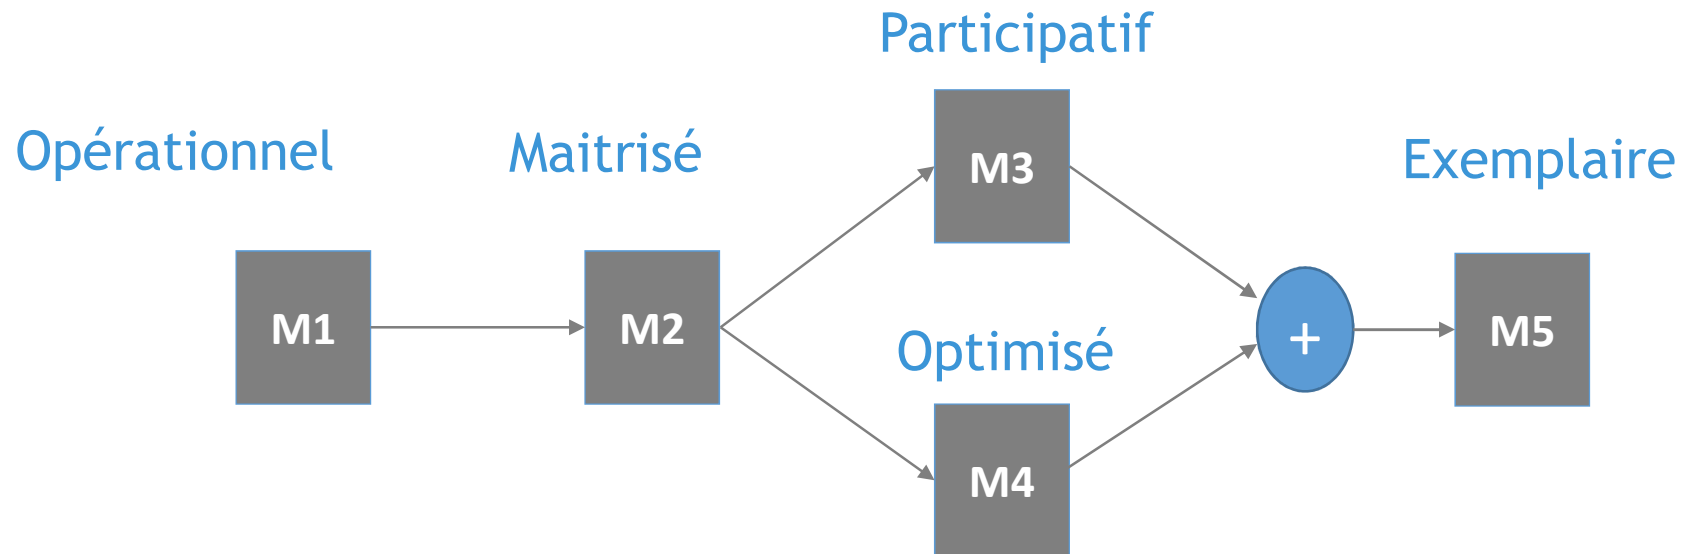 Participatif
Opérationnel
Maitrisé
M3
Exemplaire
M1
M2
+
M5
Optimisé
M4